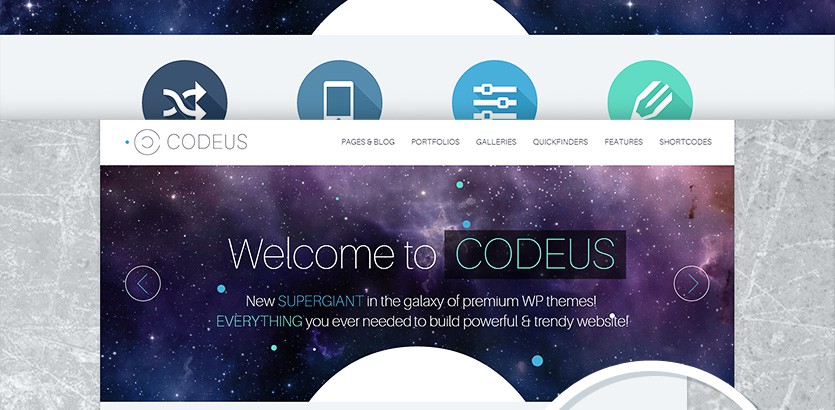 CODEUS
PAGES & BLOG PORTFOLIOS GALLERIES QUICKFINDERS FEATURES SHORTCODES
Welcome to CODEUS
New SUPERGIANT in the galaxy of premium WP themes!
EVERYTHING you ever needed to build powerful & trendy website!